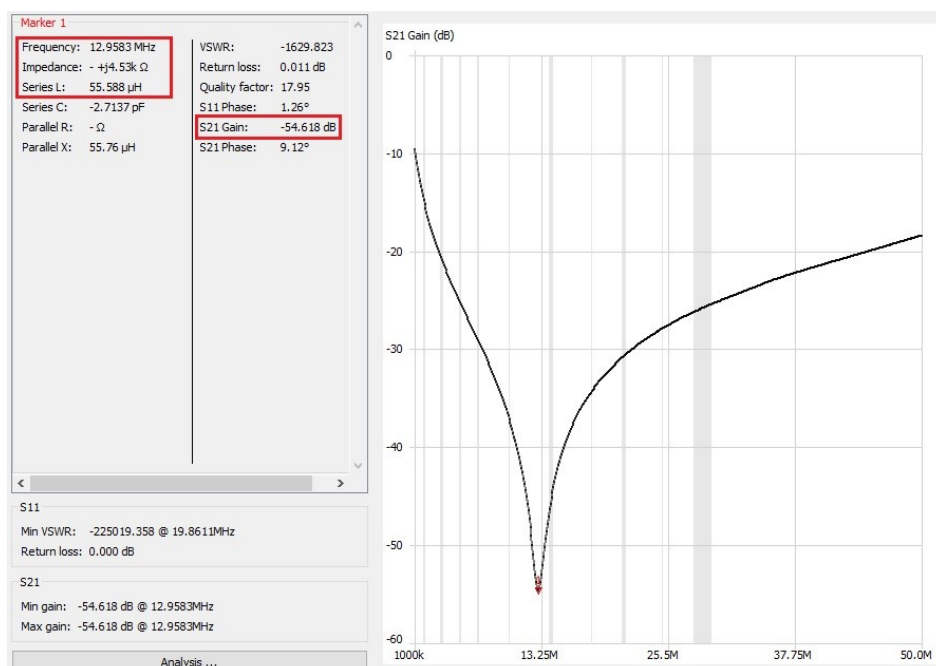 Marker 1
Frequency: 12.9583 MHz
Impedance: - +j4.53k Ω
Series L: 55.588 µH
Series C: -2.7137 pF
Parallel R: - Ω
Parallel X: 55.76 µH
VSWR: -1629.823
Return loss: 0.011 dB
Quality factor: 17.95
S11 Phase: 1.26°
S21 Gain: -54.618 dB
S21 Phase: 9.12°
S11
Min VSWR: -225019.358 @ 19.8611MHz
Return loss: 0.000 dB
S21
Min gain: -54.618 dB @ 12.9583MHz
Max gain: -54.618 dB @ 12.9583MHz
Analysis ...
S21 Gain (dB)
0
-10
-20
-30
-40
-50
-60
1000k 13.25M 25.5M 37.75M 50.0M